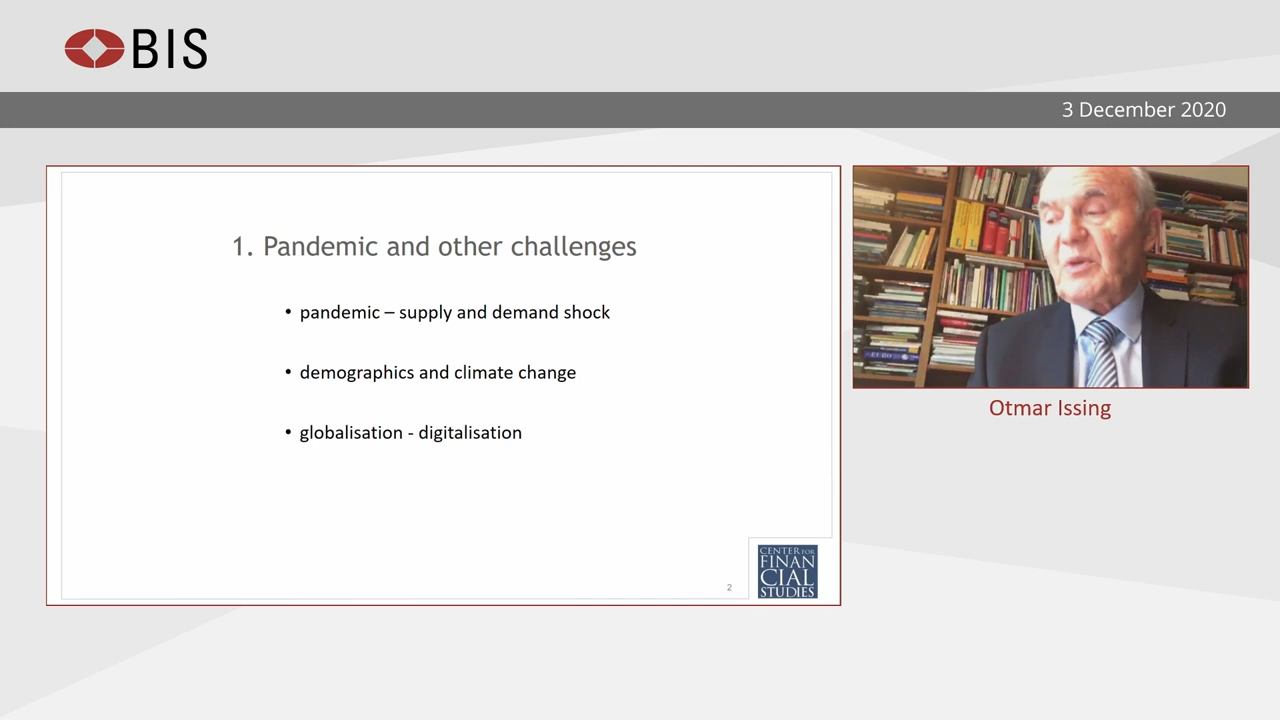 BIS
3 December 2020
1. Pandemic and other challenges
• pandemic – supply and demand shock
• demographics and climate change
• globalisation - digitalisation
2
CENTER FOR
FINAN
CIAL
STUDIES
Otmar Issing